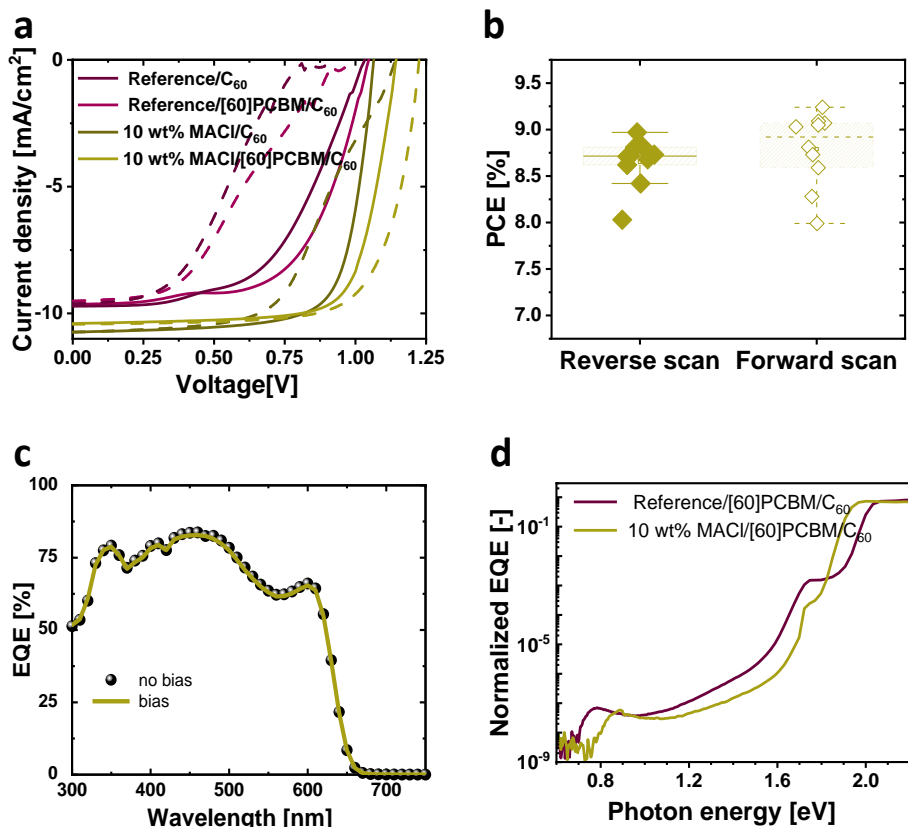 a
Current density [mA/cm²]
0
-5
-10
0.00 0.25 0.50 0.75 1.00 1.25
Voltage[V]
Reference/C₆₀
Reference/[60]PCBM/C₆₀
10 wt% MACl/C₆₀
10 wt% MACl/[60]PCBM/C₆₀
b
PCE [%]
9.0
8.5
8.0
7.5
7.0
Reverse scan Forward scan
c
EQE [%]
100
75
50
25
0
300 400 500 600 700
Wavelength [nm]
no bias
bias
d
Normalized EQE [-]
10⁻¹
10⁻⁵
10⁻⁹
0.8 1.2 1.6 2.0
Photon energy [eV]
Reference/[60]PCBM/C₆₀
10 wt% MACl/[60]PCBM/C₆₀